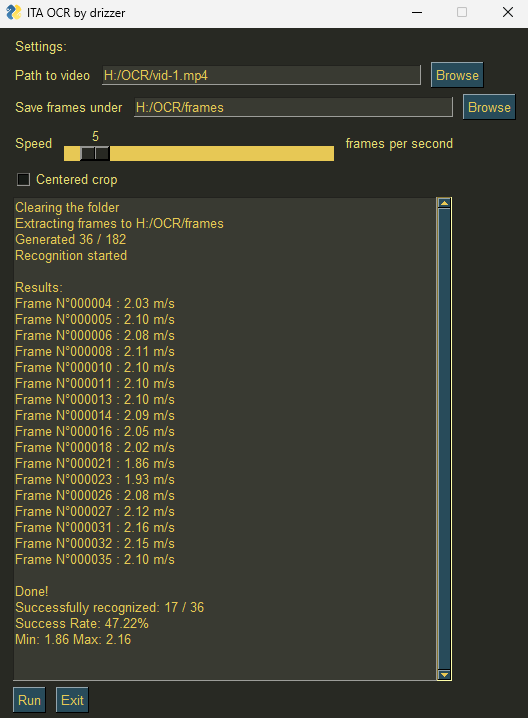 ITA OCR by drizzer
Settings:
Path to video H:/OCR/vid-1.mp4 Browse
Save frames under H:/OCR/frames Browse
5
Speed frames per second
Centered crop
Clearing the folder
Extracting frames to H:/OCR/frames
Generated 36 / 182
Recognition started
Results:
Frame N°000004 : 2.03 m/s
Frame N°000005 : 2.10 m/s
Frame N°000006 : 2.08 m/s
Frame N°000008 : 2.11 m/s
Frame N°000010 : 2.10 m/s
Frame N°000011 : 2.10 m/s
Frame N°000013 : 2.10 m/s
Frame N°000014 : 2.09 m/s
Frame N°000016 : 2.05 m/s
Frame N°000018 : 2.02 m/s
Frame N°000021 : 1.86 m/s
Frame N°000023 : 1.93 m/s
Frame N°000026 : 2.08 m/s
Frame N°000027 : 2.12 m/s
Frame N°000031 : 2.16 m/s
Frame N°000032 : 2.15 m/s
Frame N°000035 : 2.10 m/s
Done!
Successfully recognized: 17 / 36
Success Rate: 47.22%
Min: 1.86 Max: 2.16
Run Exit